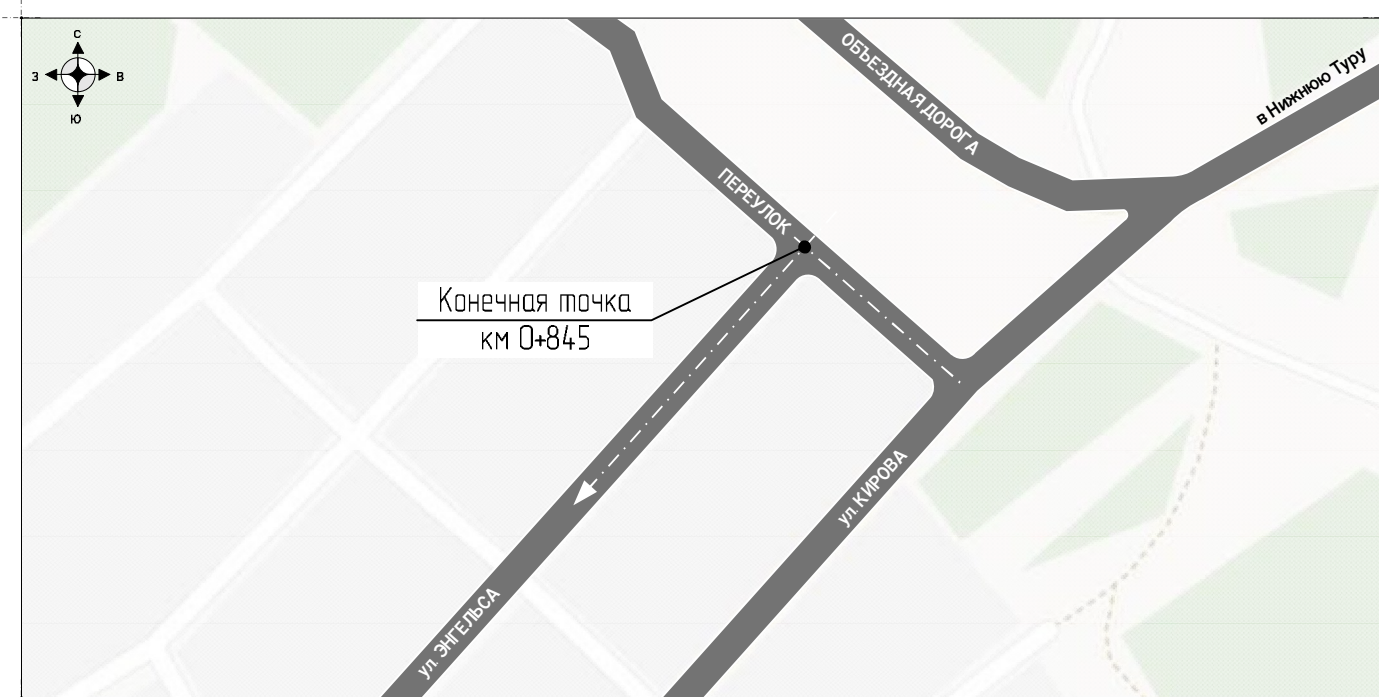 С
З
В
Ю
ОБЪЕЗДНАЯ ДОРОГА
в Нижнюю Туру
ПЕРЕУЛОК
Конечная точка
км 0+845
ул. КИРОВА
ул. ЭНГЕЛЬСА